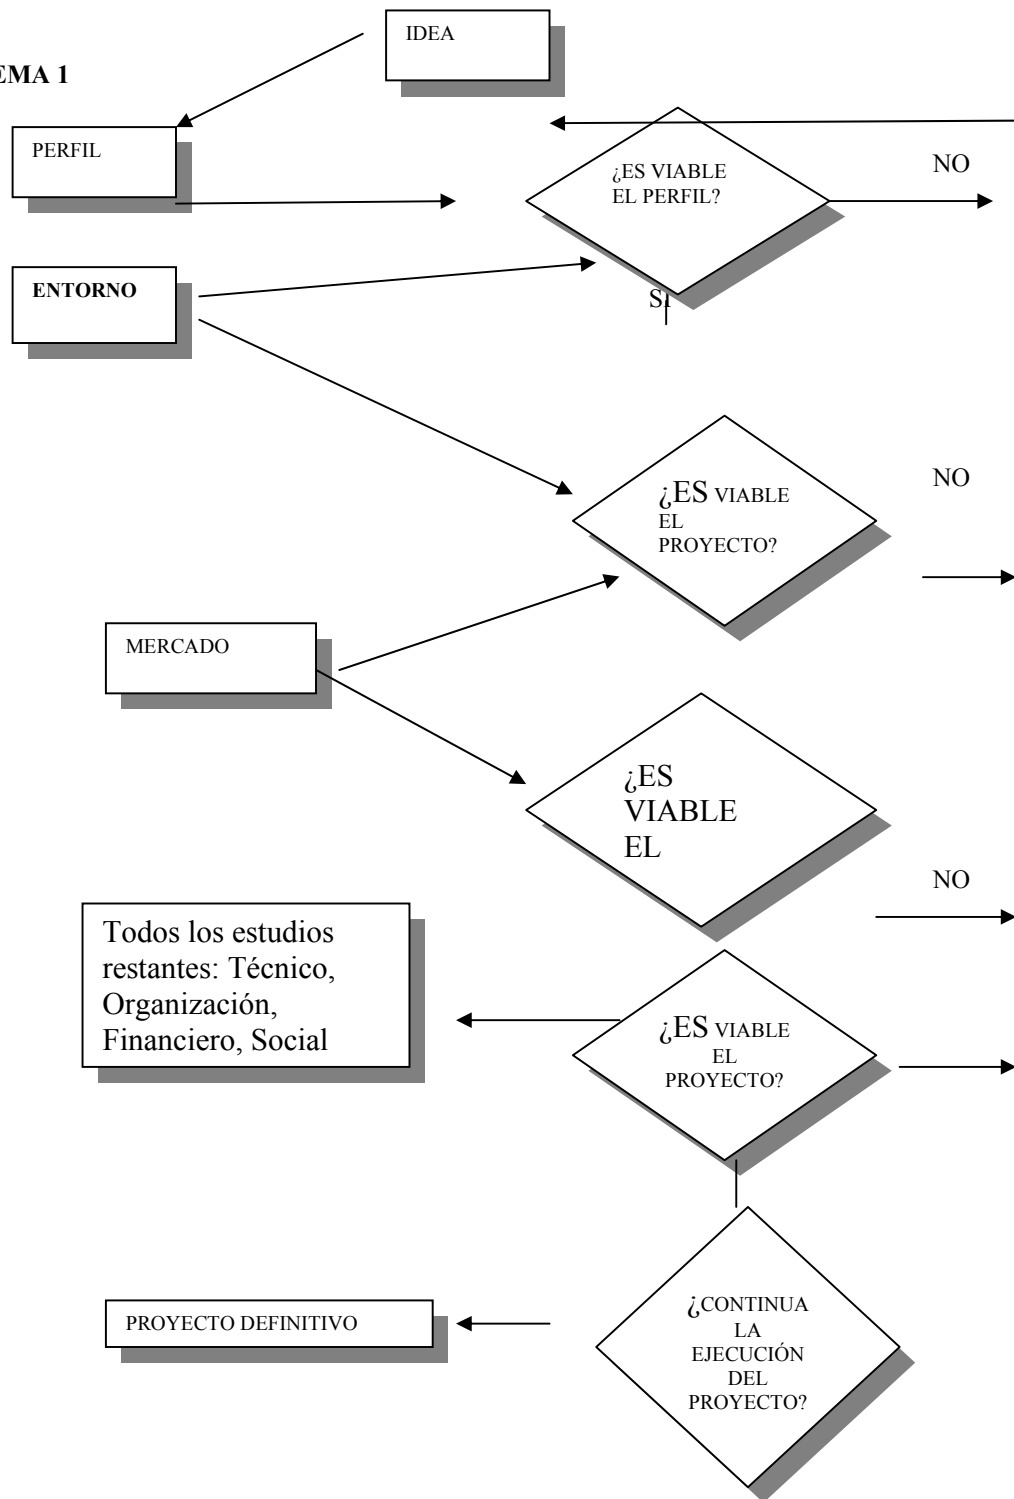 IDEA
EMA 1
PERFIL
¿ES VIABLE
EL PERFIL?
NO
ENTORNO
SI
¿ES VIABLE
EL
PROYECTO?
NO
MERCADO
¿ES
VIABLE
EL
NO
Todos los estudios
restantes: Técnico,
Organización,
Financiero, Social
¿ES VIABLE
EL
PROYECTO?
PROYECTO DEFINITIVO
¿CONTINUA
LA
EJECUCIÓN
DEL
PROYECTO?